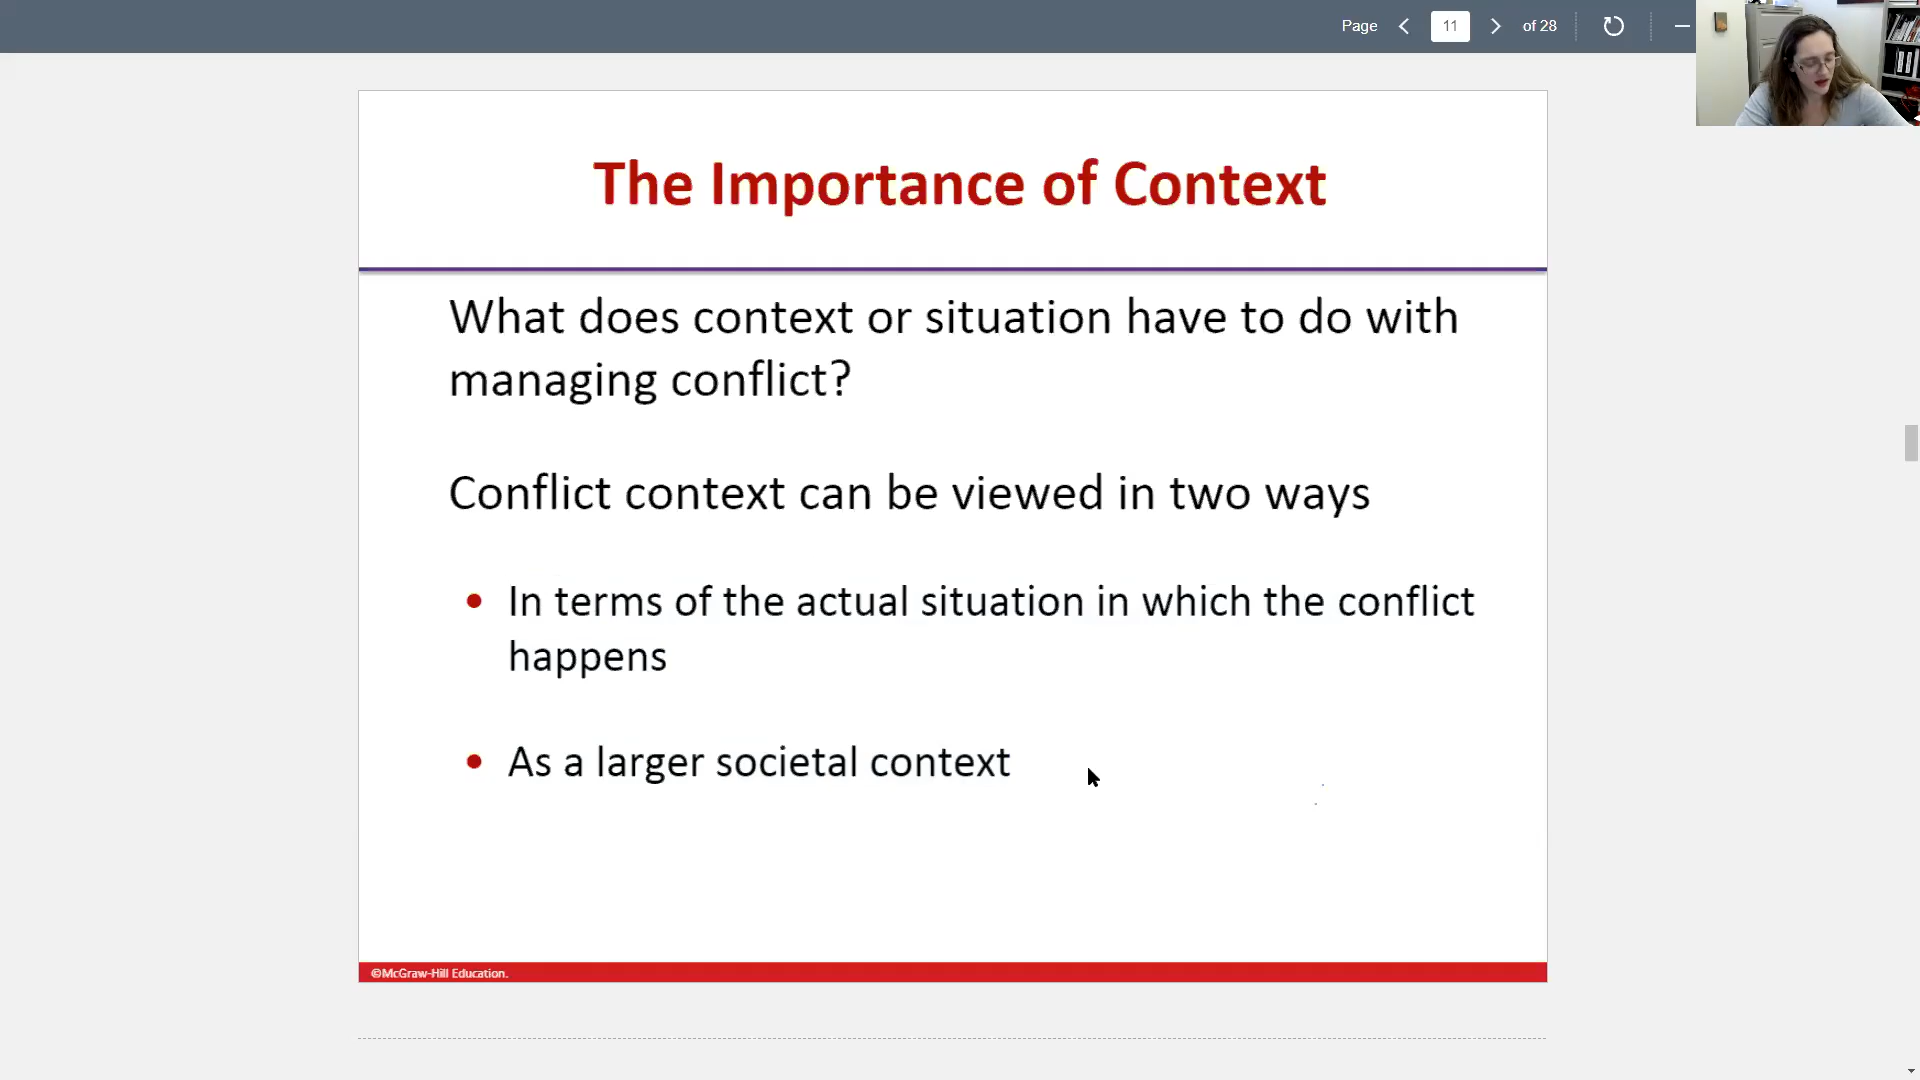 Page 11 of 28
The Importance of Context
What does context or situation have to do with
managing conflict?
Conflict context can be viewed in two ways
• In terms of the actual situation in which the conflict
happens
• As a larger societal context
©McGraw-Hill Education.